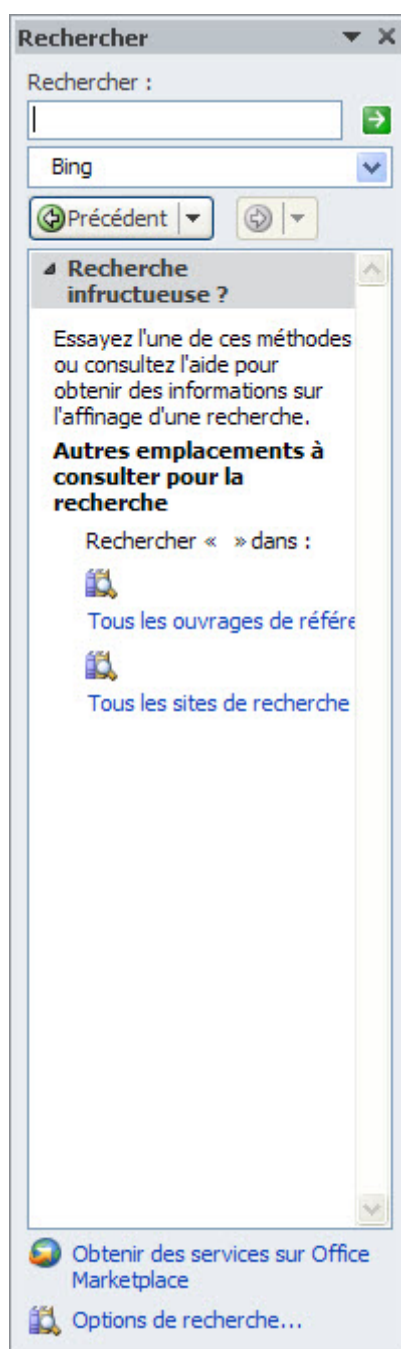 Rechercher
Rechercher :
Bing
Précédent
Recherche
infructueuse ?
Essayez l'une de ces méthodes
ou consultez l'aide pour
obtenir des informations sur
l'affinage d'une recherche.
Autres emplacements à
consulter pour la
recherche
Rechercher « » dans :
Tous les ouvrages de référe
Tous les sites de recherche
Obtenir des services sur Office
Marketplace
Options de recherche...